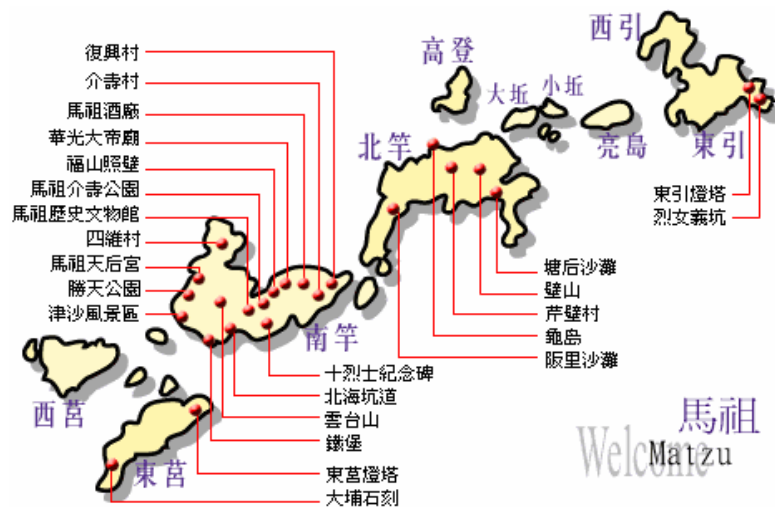 復興村
介壽村
馬祖酒廠
華光大帝廟
福山照壁
馬祖介壽公園
馬祖歷史文物館
四維村
馬祖天后宮
勝天公園
津沙風景區
西引
東引
高登
大坵
小坵
亮島
北竿
南竿
西莒
東莒
東引燈塔
烈女義坑
塘后沙灘
壁山
芹壁村
龜島
阪里沙灘
十烈士紀念碑
北海坑道
雲台山
鐵堡
東莒燈塔
大埔石刻
馬祖
Welcome
Matzu